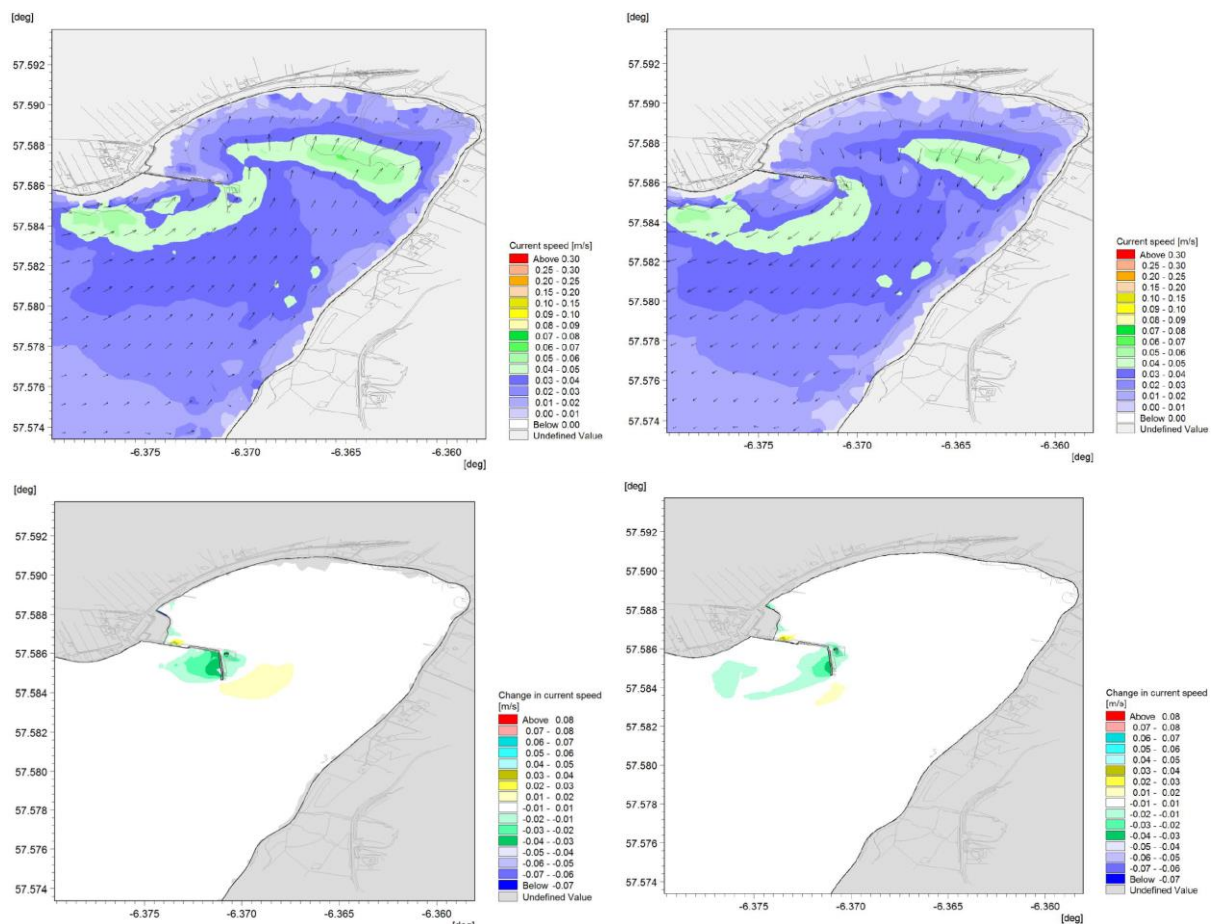 [deg]
57.592
57.590
57.588
57.586
57.584
57.582
57.580
57.578
57.576
57.574
-6.375
-6.370
-6.365
-6.360
[deg]
Current speed [m/s]
Above 0.30
0.25 - 0.30
0.20 - 0.25
0.15 - 0.20
0.10 - 0.15
0.09 - 0.10
0.08 - 0.09
0.07 - 0.08
0.06 - 0.07
0.05 - 0.06
0.04 - 0.05
0.03 - 0.04
0.02 - 0.03
0.01 - 0.02
0.00 - 0.01
Below 0.00
Undefined Value
[deg]
57.592
57.590
57.588
57.586
57.584
57.582
57.580
57.578
57.576
57.574
-6.375
-6.370
-6.365
-6.360
[deg]
Current speed [m/s]
Above 0.30
0.25 - 0.30
0.20 - 0.25
0.15 - 0.20
0.10 - 0.15
0.09 - 0.10
0.08 - 0.09
0.07 - 0.08
0.06 - 0.07
0.05 - 0.06
0.04 - 0.05
0.03 - 0.04
0.02 - 0.03
0.01 - 0.02
0.00 - 0.01
Below 0.00
Undefined Value
[deg]
57.592
57.590
57.588
57.586
57.584
57.582
57.580
57.578
57.576
57.574
-6.375
-6.370
-6.365
-6.360
[deg]
Change in current speed
[m/s]
Above 0.08
0.07 - 0.08
0.06 - 0.07
0.05 - 0.06
0.04 - 0.05
0.03 - 0.04
0.02 - 0.03
0.01 - 0.02
-0.01 - 0.01
-0.02 - -0.01
-0.03 - -0.02
-0.04 - -0.03
-0.05 - -0.04
-0.06 - -0.05
-0.07 - -0.06
Below -0.07
Undefined Value
[deg]
57.592
57.590
57.588
57.586
57.584
57.582
57.580
57.578
57.576
57.574
-6.375
-6.370
-6.365
-6.360
[deg]
Change in current speed
[m/s]
Above 0.08
0.07 - 0.08
0.06 - 0.07
0.05 - 0.06
0.04 - 0.05
0.03 - 0.04
0.02 - 0.03
0.01 - 0.02
-0.01 - 0.01
-0.02 - -0.01
-0.03 - -0.02
-0.04 - -0.03
-0.05 - -0.04
-0.06 - -0.05
-0.07 - -0.06
Below -0.07
Undefined Value